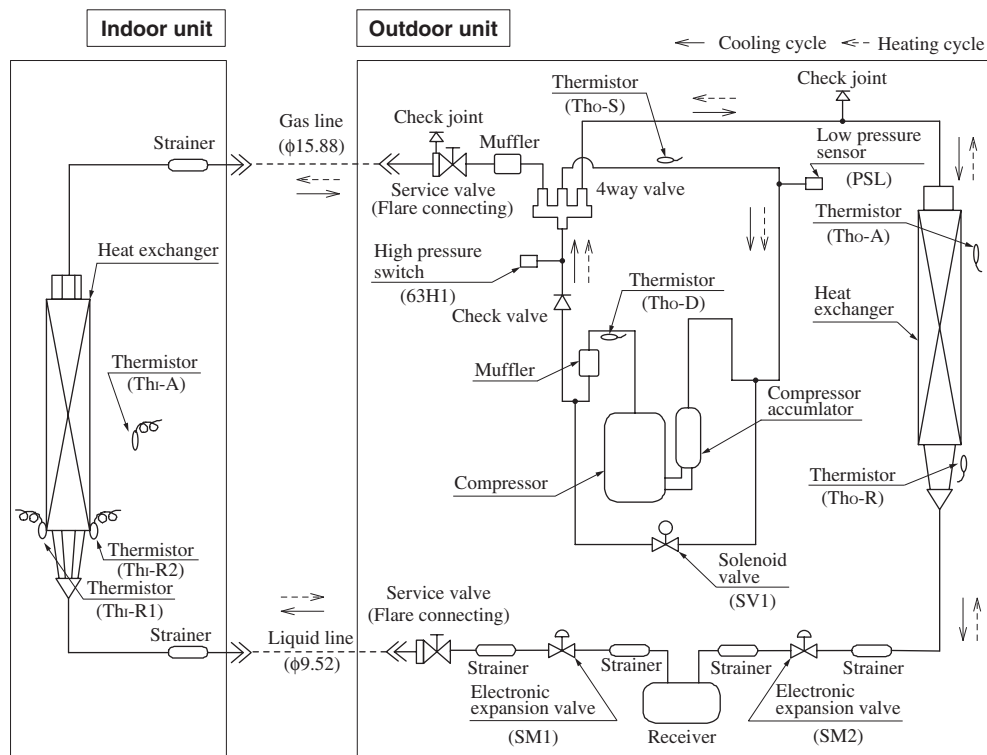 Indoor unit
Outdoor unit
Cooling cycle
Heating cycle
Check joint
Thermistor
(Tho-S)
Gas line
(ϕ15.88)
Check joint
Muffler
Strainer
Low pressure
sensor
(PSL)
Service valve
(Flare connecting)
4way valve
Thermistor
(Tho-A)
Heat exchanger
High pressure
switch
(63H1)
Thermistor
(Tho-D)
Heat
exchanger
Check valve
Thermistor
(ThI-A)
Muffler
Compressor
accumlator
Compressor
Thermistor
(Tho-R)
Thermistor
(ThI-R2)
Thermistor
(ThI-R1)
Solenoid
valve
(SV1)
Service valve
(Flare connecting)
Strainer
Liquid line
(ϕ9.52)
Strainer
Strainer
Strainer
Strainer
Electronic
expansion valve
(SM1)
Receiver
Electronic
expansion valve
(SM2)